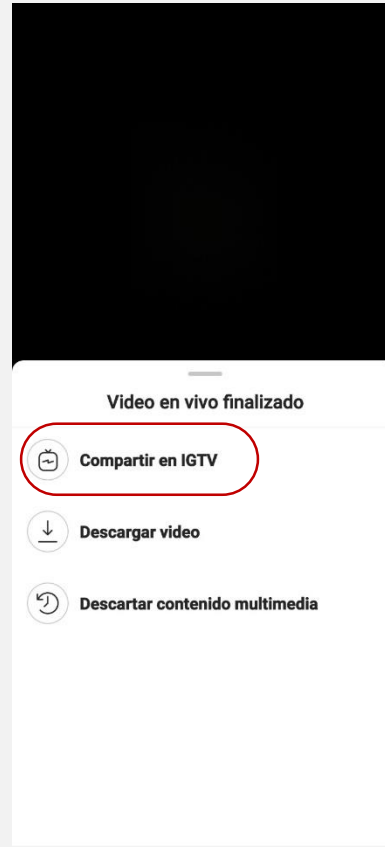 Video en vivo finalizado
Compartir en IGTV
Descargar video
Descartar contenido multimedia